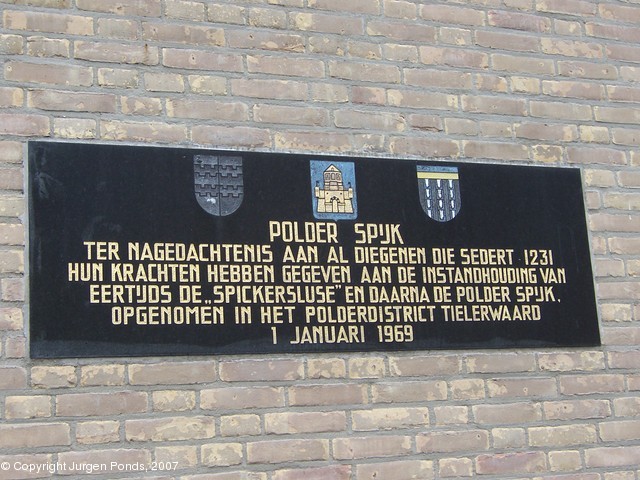 POLDER SPIJK
TER NAGEDACHTENIS AAN AL DIEGENEN DIE SEDERT 1231
HUN KRACHTEN HEBBEN GEGEVEN AAN DE INSTANDHOUDING VAN
EERTIJDS DE „SPICKERSLUSE” EN DAARNA DE POLDER SPIJK.
OPGENOMEN IN HET POLDERDISTRICT TIELERWAARD
1 JANUARI 1969
© Copyright Jurgen Ponds, 2007